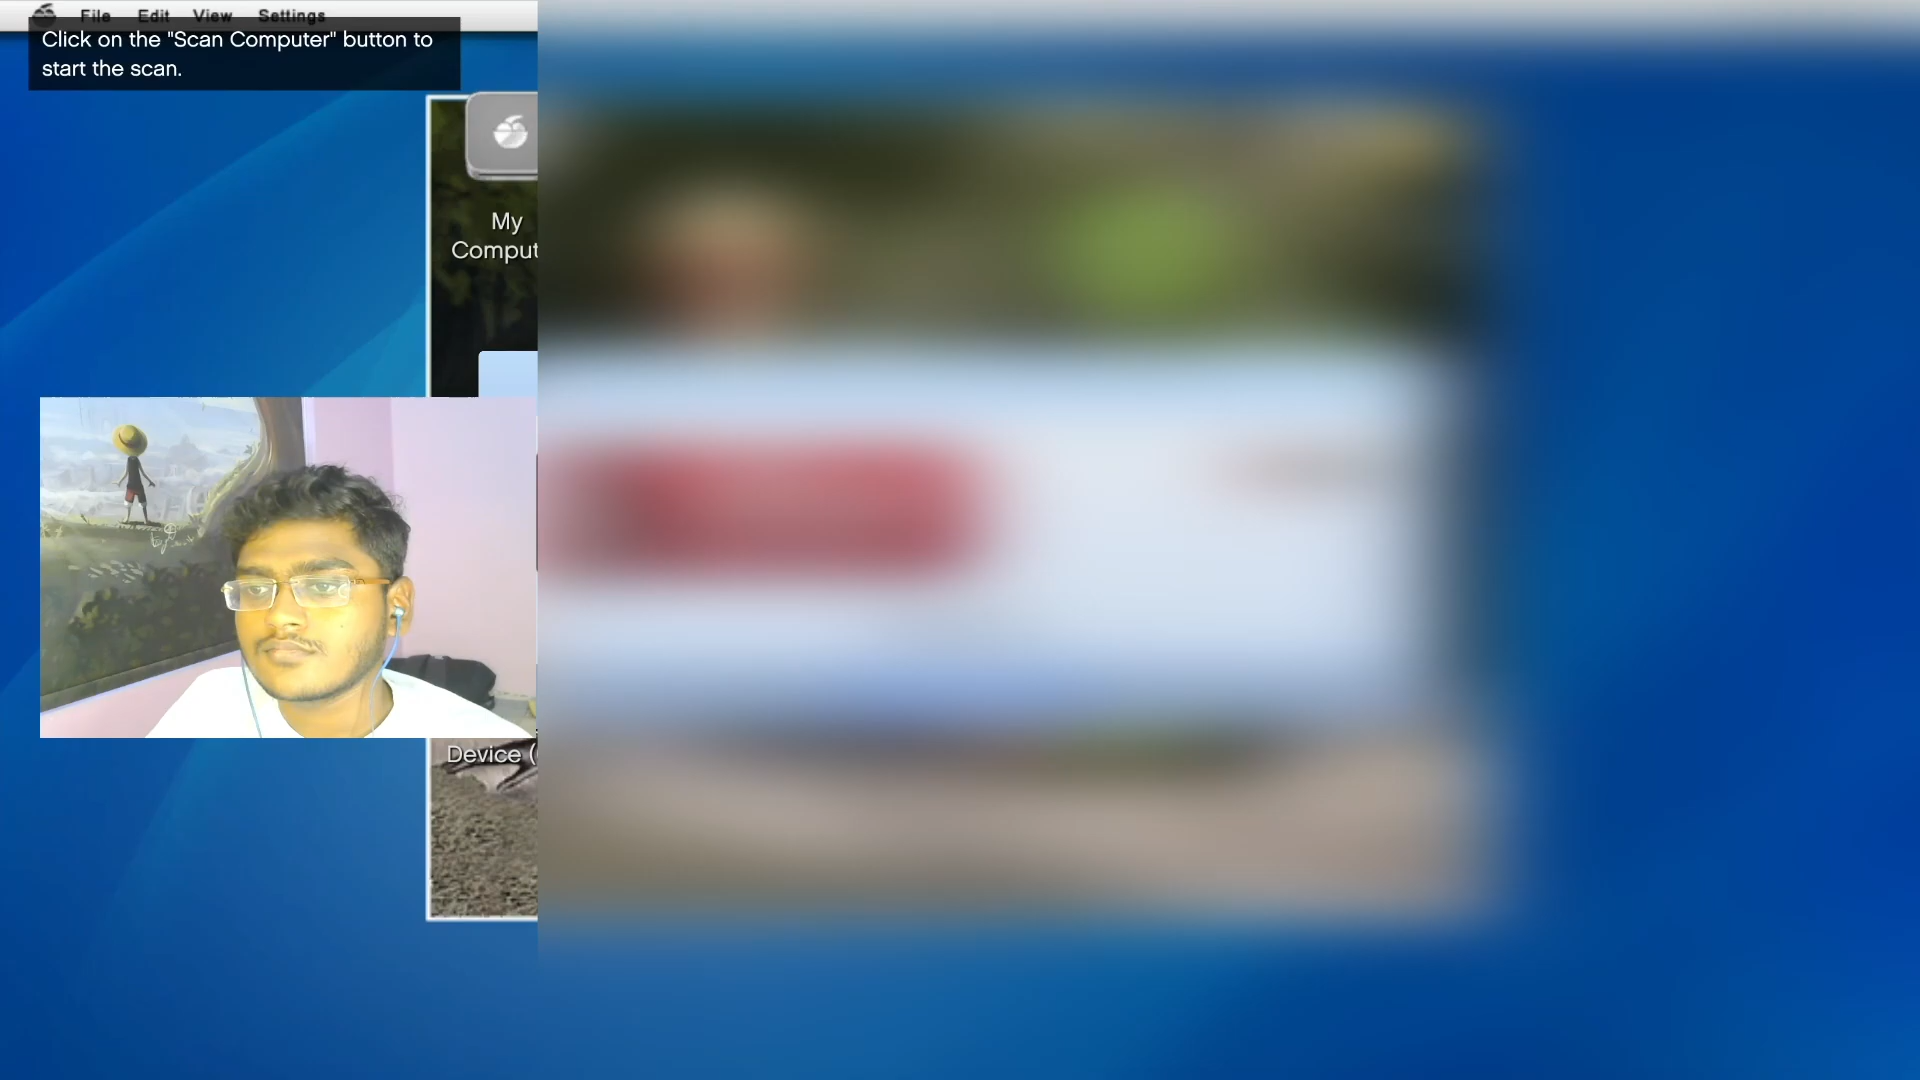 File Edit View Settings
Click on the "Scan Computer" button to
start the scan.
My
Comput
Device (